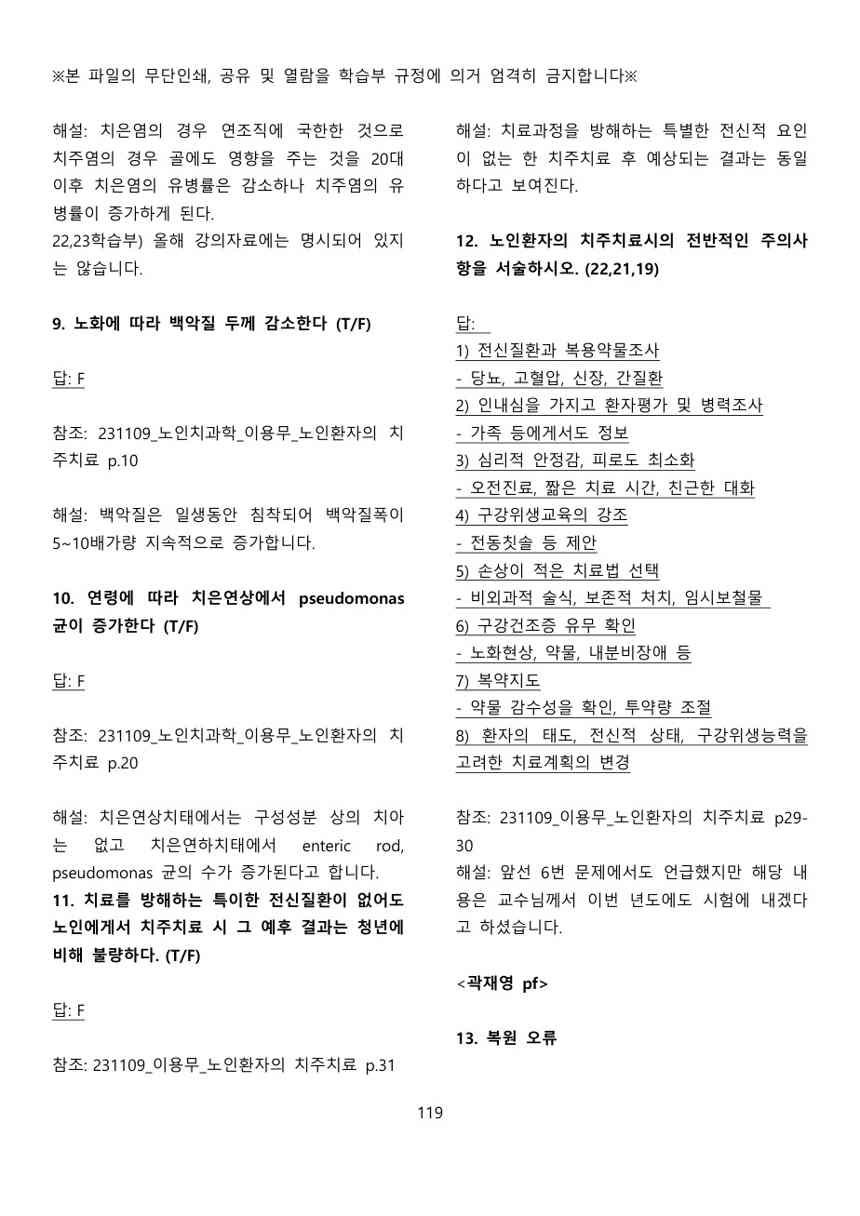 ※본 파일의 무단인쇄, 공유 및 열람을 학습부 규정에 의거 엄격히 금지합니다※
해설: 치은염의 경우 연조직에 국한한 것으로
치주염의 경우 골에도 영향을 주는 것을 20대
이후 치은염의 유병률은 감소하나 치주염의 유
병률이 증가하게 된다.
22,23학습부) 올해 강의자료에는 명시되어 있지
는 않습니다.
9. 노화에 따라 백악질 두께 감소한다 (T/F)
답: F
참조: 231109_노인치과학_이용무_노인환자의 치
주치료 p.10
해설: 백악질은 일생동안 침착되어 백악질폭이
5~10배가량 지속적으로 증가합니다.
10. 연령에 따라 치은연상에서 pseudomonas
균이 증가한다 (T/F)
답: F
참조: 231109_노인치과학_이용무_노인환자의 치
주치료 p.20
해설: 치은연상치태에서는 구성성분 상의 치아
는 없고 치은연하치태에서 enteric rod,
pseudomonas 균의 수가 증가된다고 합니다.
11. 치료를 방해하는 특이한 전신질환이 없어도
노인에게서 치주치료 시 그 예후 결과는 청년에
비해 불량하다. (T/F)
답: F
참조: 231109_이용무_노인환자의 치주치료 p.31
해설: 치료과정을 방해하는 특별한 전신적 요인
이 없는 한 치주치료 후 예상되는 결과는 동일
하다고 보여진다.
12. 노인환자의 치주치료시의 전반적인 주의사
항을 서술하시오. (22,21,19)
답:
1) 전신질환과 복용약물조사
- 당뇨, 고혈압, 신장, 간질환
2) 인내심을 가지고 환자평가 및 병력조사
- 가족 등에게서도 정보
3) 심리적 안정감, 피로도 최소화
- 오전진료, 짧은 치료 시간, 친근한 대화
4) 구강위생교육의 강조
- 전동칫솔 등 제안
5) 손상이 적은 치료법 선택
- 비외과적 술식, 보존적 처치, 임시보철물
6) 구강건조증 유무 확인
- 노화현상, 약물, 내분비장애 등
7) 복약지도
- 약물 감수성을 확인, 투약량 조절
8) 환자의 태도, 전신적 상태, 구강위생능력을
고려한 치료계획의 변경
참조: 231109_이용무_노인환자의 치주치료 p29-
30
해설: 앞선 6번 문제에서도 언급했지만 해당 내
용은 교수님께서 이번 년도에도 시험에 내겠다
고 하셨습니다.
<곽재영 pf>
13. 복원 오류
119